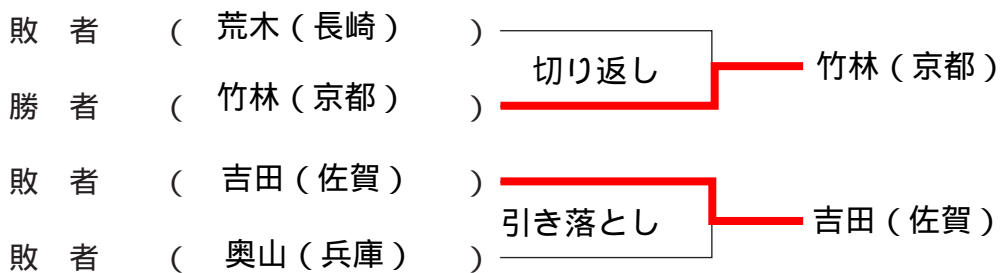 敗 者 ( 荒木(長崎) )
切り返し
竹林(京都)
勝 者 ( 竹林(京都) )
敗 者 ( 吉田(佐賀) )
引き落とし
吉田(佐賀)
敗 者 ( 奥山(兵庫) )